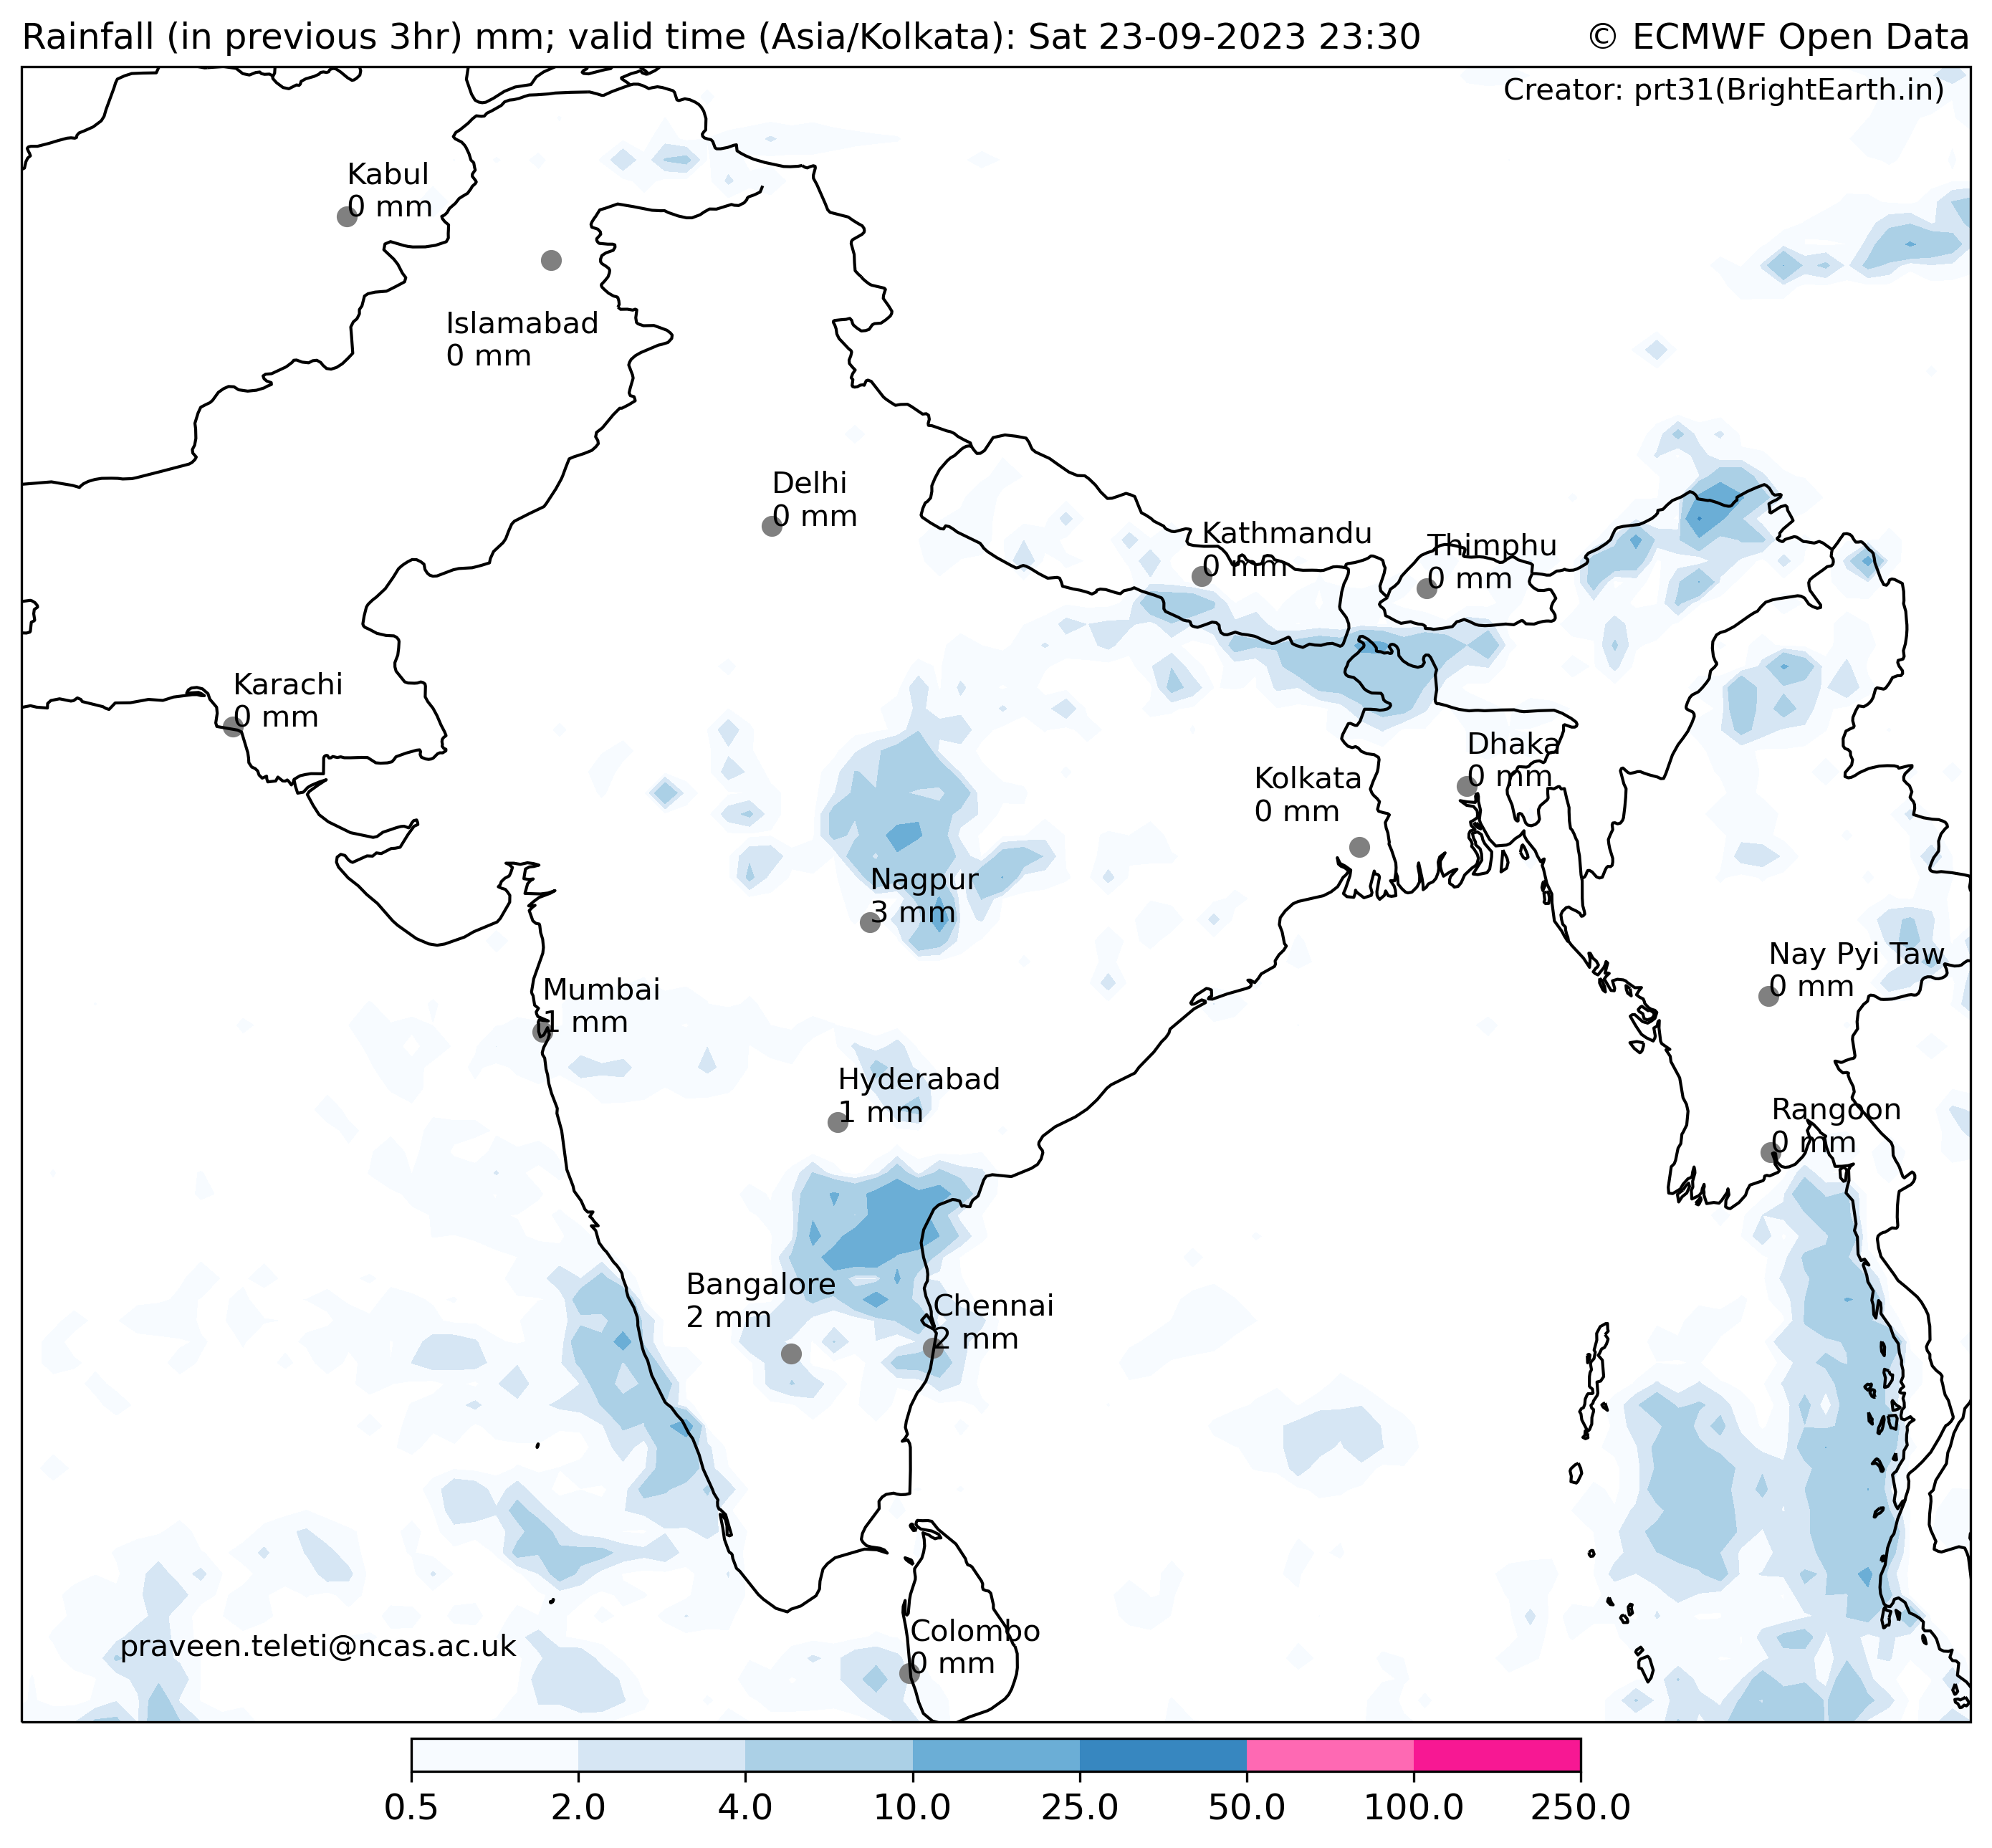 Rainfall (in previous 3hr) mm; valid time (Asia/Kolkata): Sat 23-09-2023 23:30
© ECMWF Open Data
Creator: prt31(BrightEarth.in)
Kabul
0 mm
Islamabad
0 mm
Delhi
0 mm
Kathmandu
0 mm
Thimphu
0 mm
Karachi
0 mm
Dhaka
0 mm
Kolkata
0 mm
Nagpur
3 mm
Nay Pyi Taw
0 mm
Mumbai
1 mm
Hyderabad
1 mm
Rangoon
0 mm
Bangalore
2 mm
Chennai
2 mm
Colombo
0 mm
praveen.teleti@ncas.ac.uk
0.5 2.0 4.0 10.0 25.0 50.0 100.0 250.0